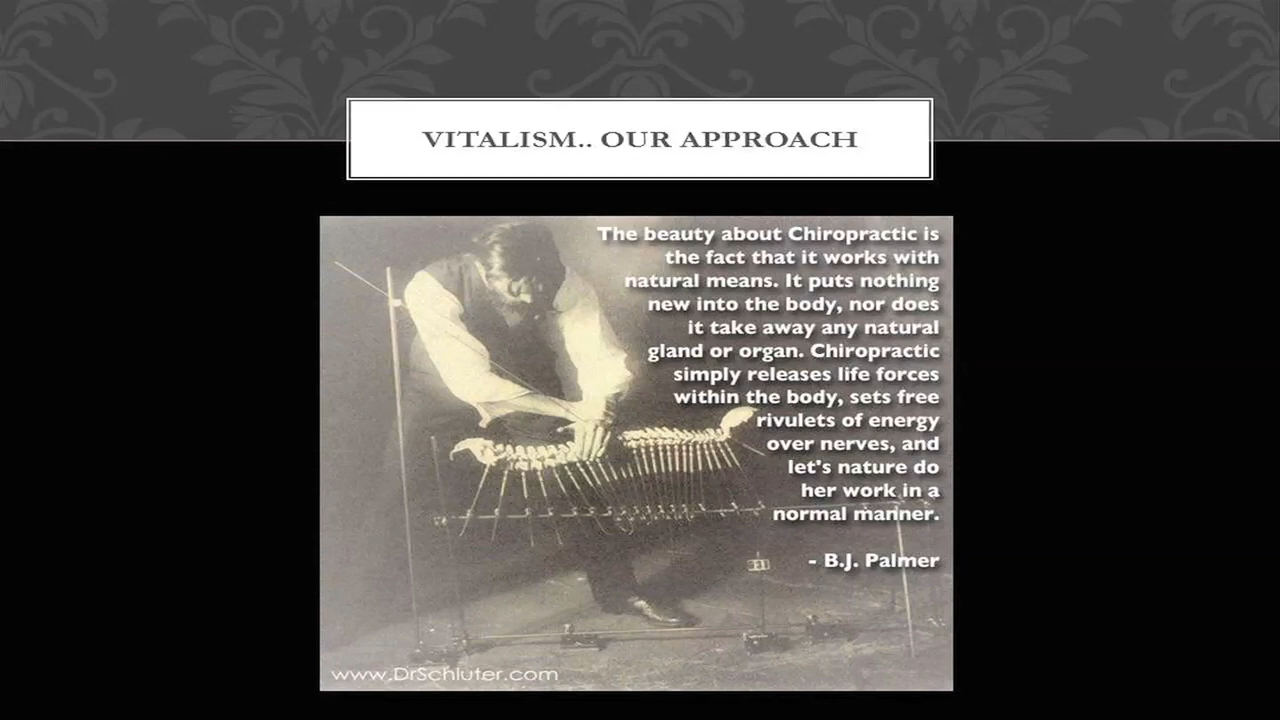 VITALISM.. OUR APPROACH
The beauty about Chiropractic is
the fact that it works with
natural means. It puts nothing
new into the body, nor does
it take away any natural
gland or organ. Chiropractic
simply releases life forces
within the body, sets free
rivulets of energy
over nerves, and
let's nature do
her work in a
normal manner.
- B.J. Palmer
www.DrSchluter.com